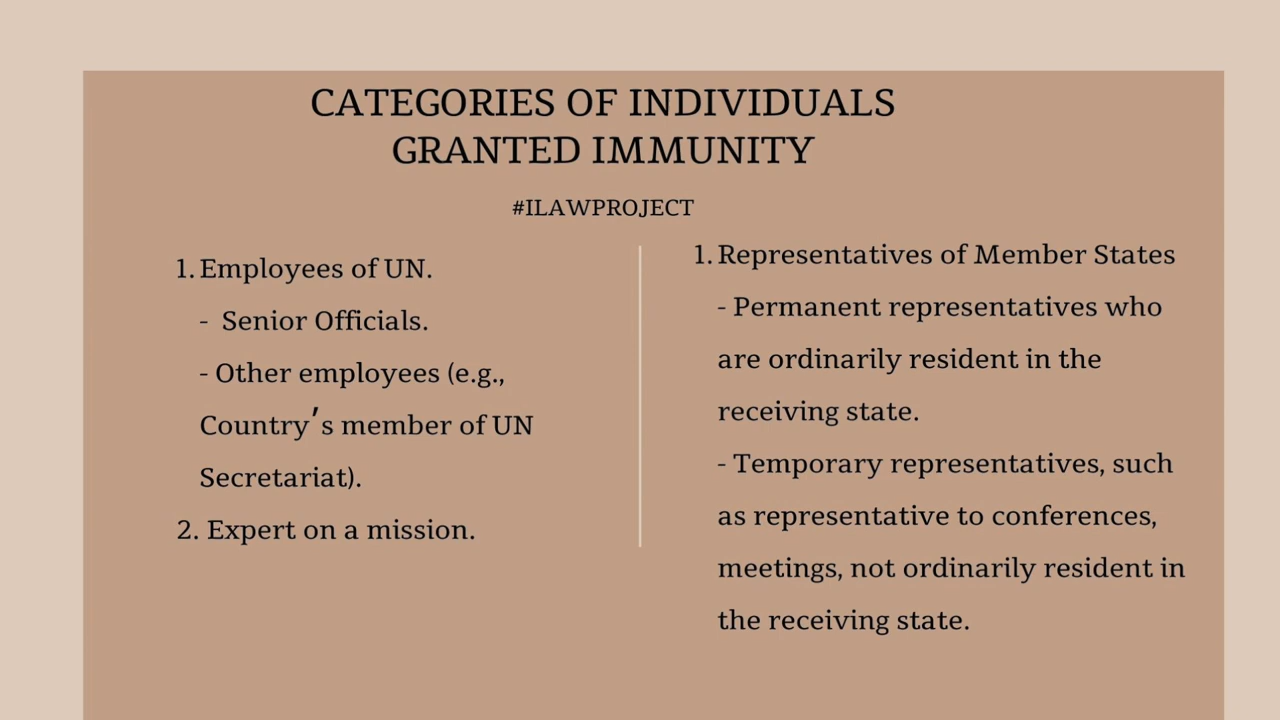 CATEGORIES OF INDIVIDUALS
GRANTED IMMUNITY
#ILAWPROJECT
1. Employees of UN.
- Senior Officials.
- Other employees (e.g.,
Country's member of UN
Secretariat).
2. Expert on a mission.
1. Representatives of Member States
- Permanent representatives who
are ordinarily resident in the
receiving state.
- Temporary representatives, such
as representative to conferences,
meetings, not ordinarily resident in
the receiving state.